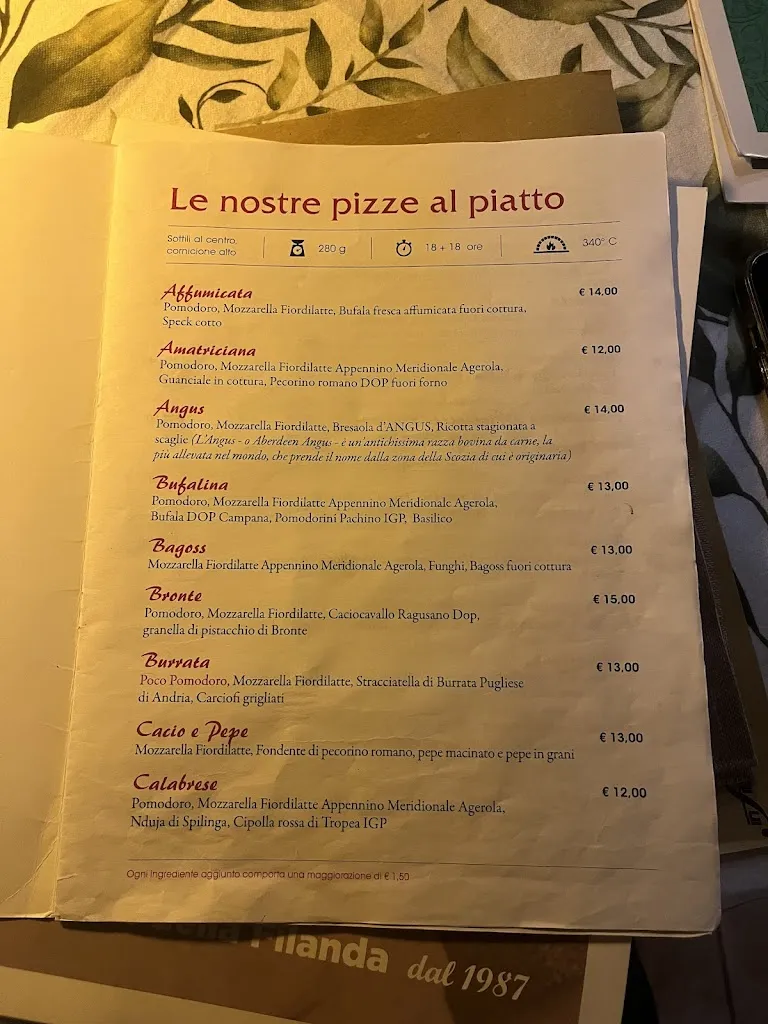 Le nostre pizze al piatto
Sottili al centro, cornicione alto
280 g
18 + 18 ore
340° C
Affumicata € 14,00
Pomodoro, Mozzarella Fiordilatte, Bufala fresca affumicata fuori cottura,
Speck cotto
Amatriciana € 12,00
Pomodoro, Mozzarella Fiordilatte Appennino Meridionale Agerola,
Guanciale in cottura, Pecorino romano DOP fuori forno
Angus € 14,00
Pomodoro, Mozzarella Fiordilatte, Bresaola d'ANGUS, Ricotta stagionata a
scaglie (L'Angus - o Aberdeen Angus - è un'antichissima razza bovina da carne, la
più allevata nel mondo, che prende il nome dalla zona della Scozia di cui è originaria)
Bufalina € 13,00
Pomodoro, Mozzarella Fiordilatte Appennino Meridionale Agerola,
Bufala DOP Campana, Pomodorini Pachino IGP, Basilico
Bagoss € 13,00
Mozzarella Fiordilatte Appennino Meridionale Agerola, Funghi, Bagoss fuori cottura
Bronte € 15,00
Pomodoro, Mozzarella Fiordilatte, Caciocavallo Ragusano Dop,
granella di pistacchio di Bronte
Burrata € 13,00
Poco Pomodoro, Mozzarella Fiordilatte, Stracciatella di Burrata Pugliese
di Andria, Carciofi grigliati
Cacio e Pepe € 13,00
Mozzarella Fiordilatte, Fondente di pecorino romano, pepe macinato e pepe in grani
Calabrese € 12,00
Pomodoro, Mozzarella Fiordilatte Appennino Meridionale Agerola,
Nduja di Spilinga, Cipolla rossa di Tropea IGP
Ogni ingrediente aggiunto comporta una maggiorazione di € 1,50
della Filanda dal 1987